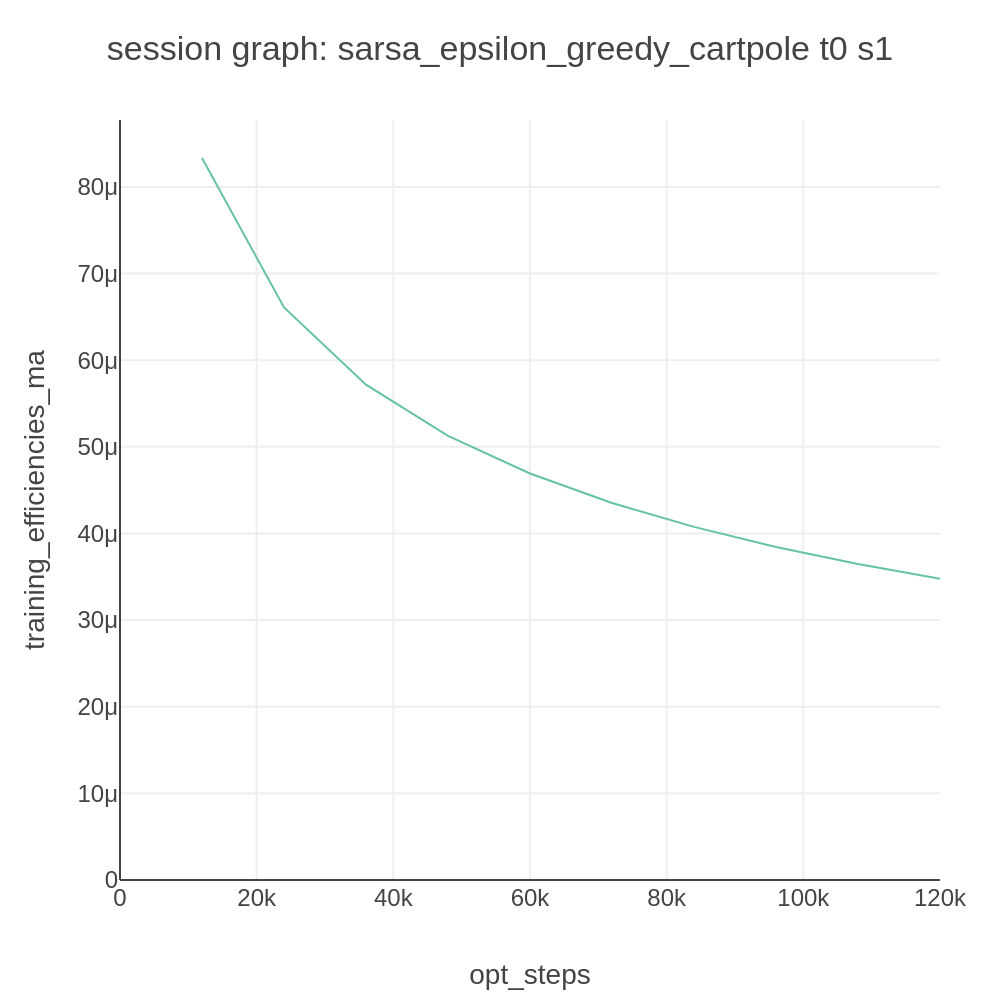 session graph: sarsa_epsilon_greedy_cartpole t0 s1
training_efficiencies_ma
80μ
70μ
60μ
50μ
40μ
30μ
20μ
10μ
0
0 20k 40k 60k 80k 100k 120k
opt_steps